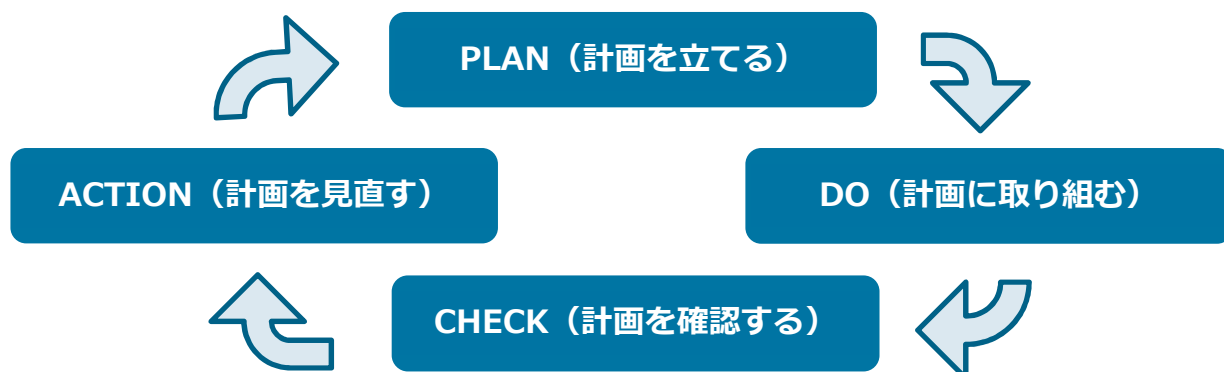 PLAN（計画を立てる）
DO（計画に取り組む）
CHECK（計画を確認する）
ACTION（計画を見直す）